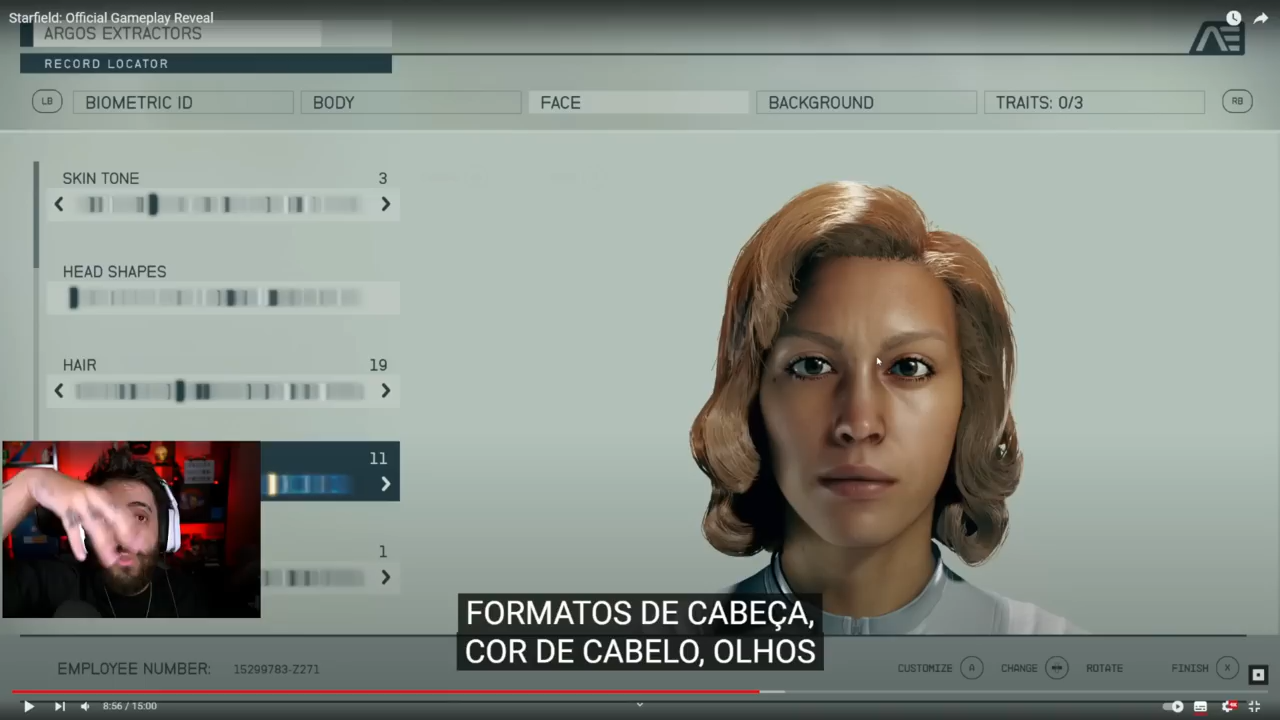 Starfield: Official Gameplay Reveal
ARGOS EXTRACTORS
AE
RECORD LOCATOR
LB
BIOMETRIC ID
BODY
FACE
BACKGROUND
TRAITS: 0/3
RB
SKIN TONE
3
HEAD SHAPES
HAIR
19
11
1
FORMATOS DE CABEÇA,
COR DE CABELO, OLHOS
EMPLOYEE NUMBER: 15299783-Z271
CUSTOMIZE A CHANGE ROTATE FINISH X
8:56 / 15:00